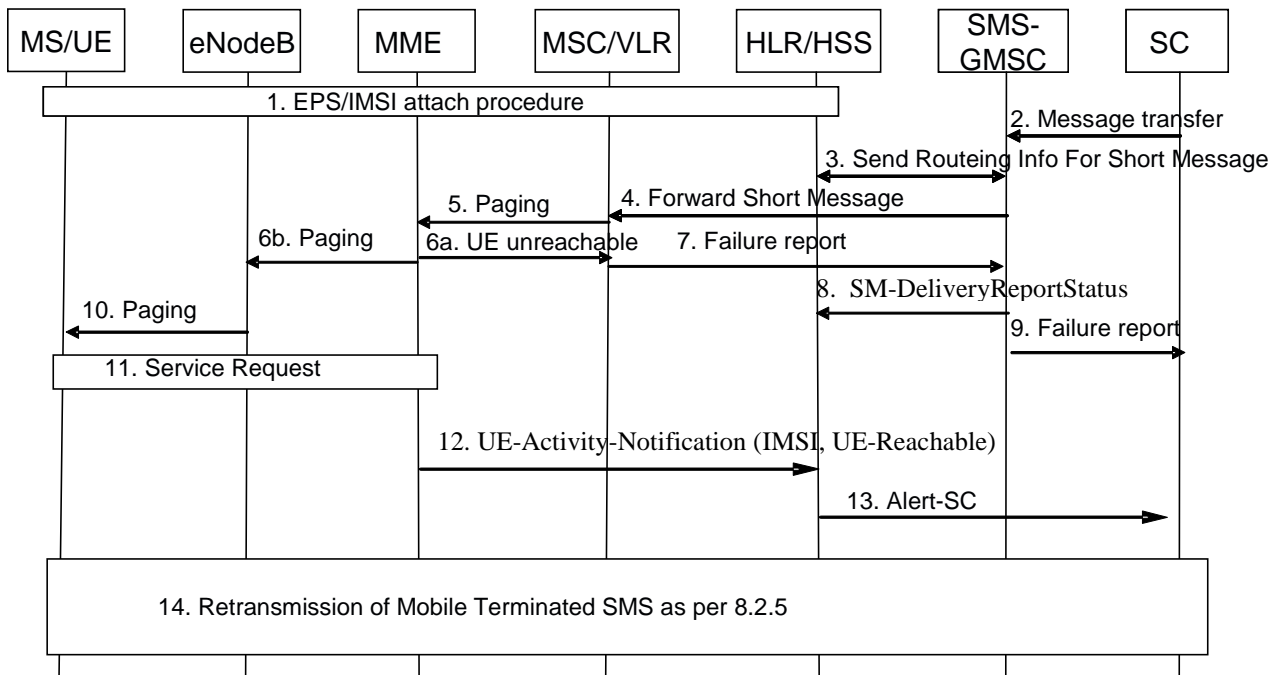 MS/UE
eNodeB
MME
MSC/VLR
HLR/HSS
SMS-
GMSC
SC
1. EPS/IMSI attach procedure
2. Message transfer
3. Send Routeing Info For Short Message
4. Forward Short Message
5. Paging
6b. Paging
6a. UE unreachable
7. Failure report
8. SM-DeliveryReportStatus
10. Paging
9. Failure report
11. Service Request
12. UE-Activity-Notification (IMSI, UE-Reachable)
13. Alert-SC
14. Retransmission of Mobile Terminated SMS as per 8.2.5